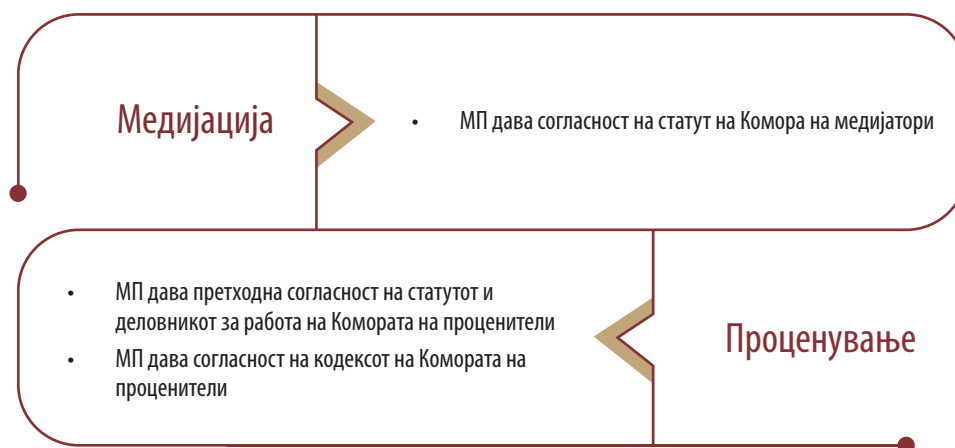 Медијација
• МП дава согласност на статут на Комора на медијатори
• МП дава претходна согласност на статутот и
деловникот за работа на Комората на проценители
• МП дава согласност на кодексот на Комората на
проценители
Проценување